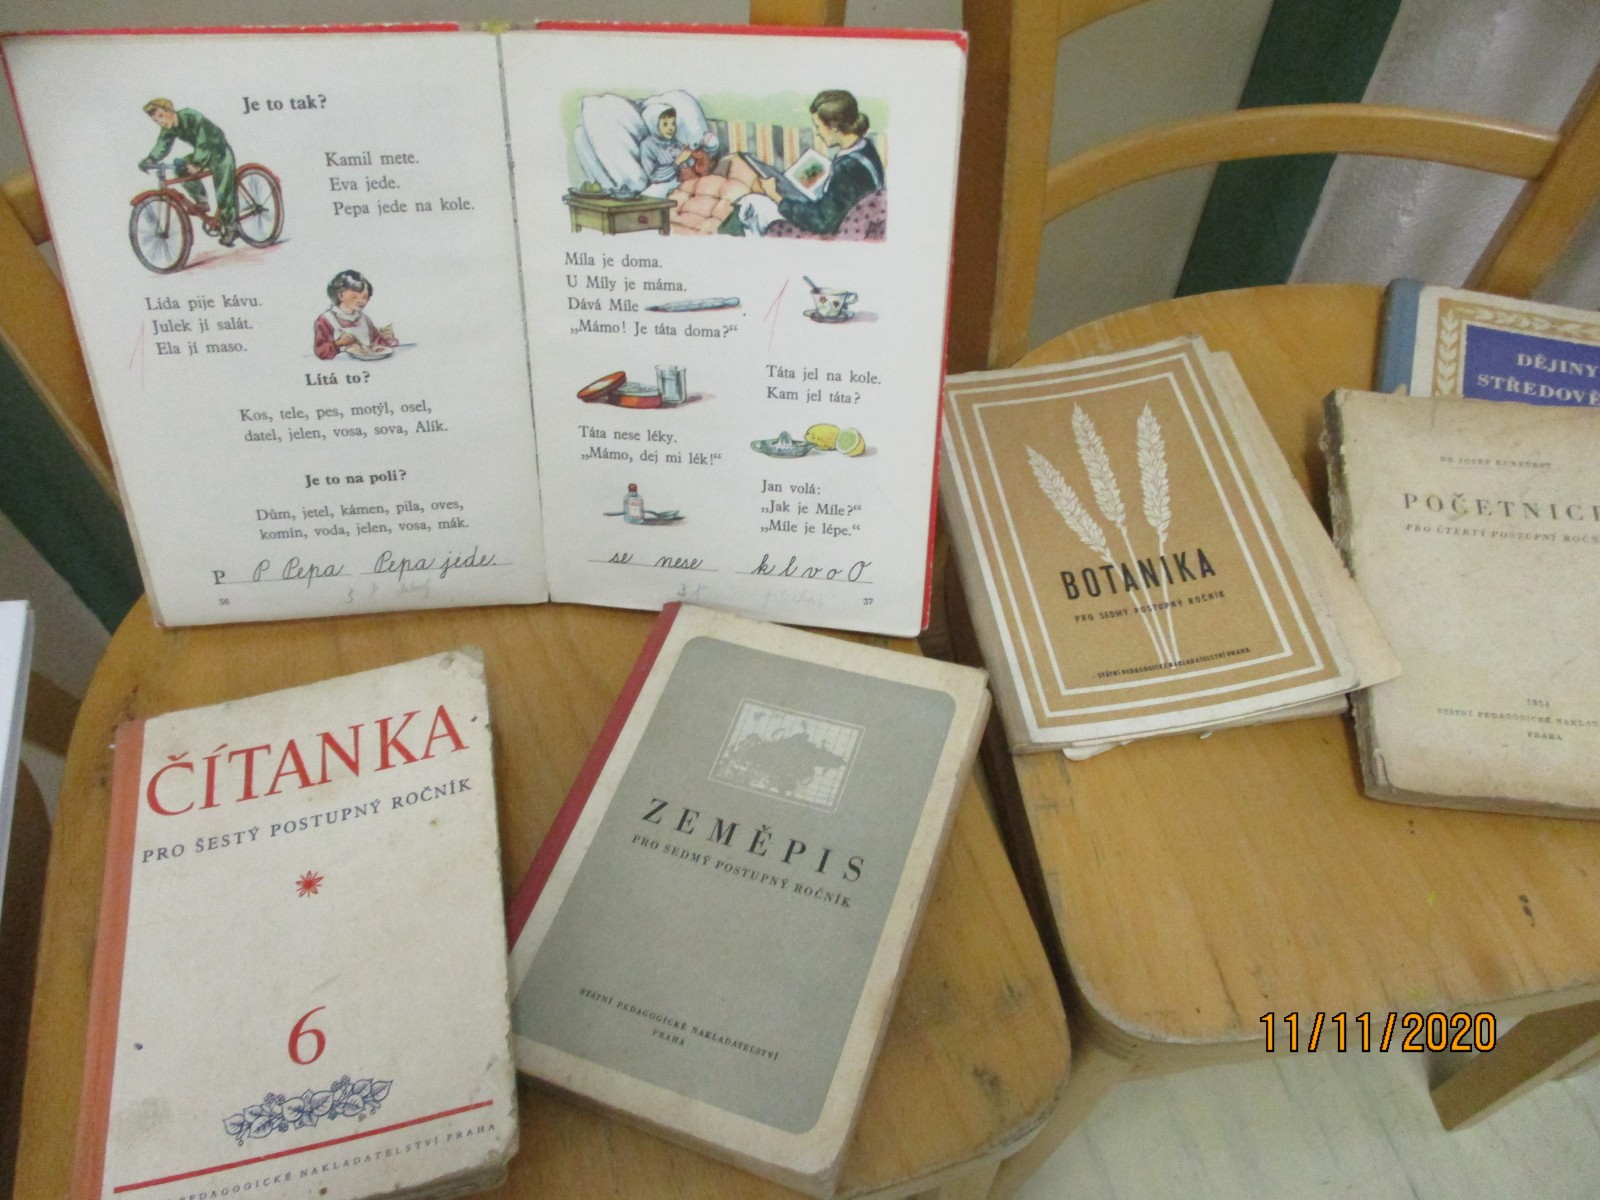 Je to tak?
Kamil mete.
Eva jede.
Pepa jede na kole.
Lída pije kávu.
Julek jí salát.
Ela jí maso.
Lítá to?
Kos, tele, pes, motýl, osel,
datel, jelen, vosa, sova, Alík.
Je to na poli?
Dům, jetel, kámen, pila, oves,
komín, voda, jelen, vosa, mák.
P P Pepa Pepa jede.
36
Míla je doma.
U Míly je máma.
Dává Míle .
„Mámo! Je táta doma?“
Táta jel na kole.
Kam jel táta?
Táta nese léky.
„Mámo, dej mi lék!“
Jan volá:
„Jak je Míle?“
„Míle je lépe.“
se nese k l v o O
37
ČÍTANKA
PRO ŠESTÝ POSTUPNÝ ROČNÍK
6
PEDAGOGICKÉ NAKLADATELSTVÍ PRAHA
ZEMĚPIS
PRO SEDMÝ POSTUPNÝ ROČNÍK
STÁTNÍ PEDAGOGICKÉ NAKLADATELSTVÍ
PRAHA
BOTANIKA
PRO SEDMÝ POSTUPNÝ ROČNÍK
STÁTNÍ PEDAGOGICKÉ NAKLADATELSTVÍ PRAHA
DĚJINY
STŘEDOVĚ
DR JOSEF
POČETNICE
PRO ČTVRTÝ POSTUPNÝ ROČN
1951
STÁTNÍ PEDAGOGICKÉ NAKLAD
PRAHA
11/11/2020